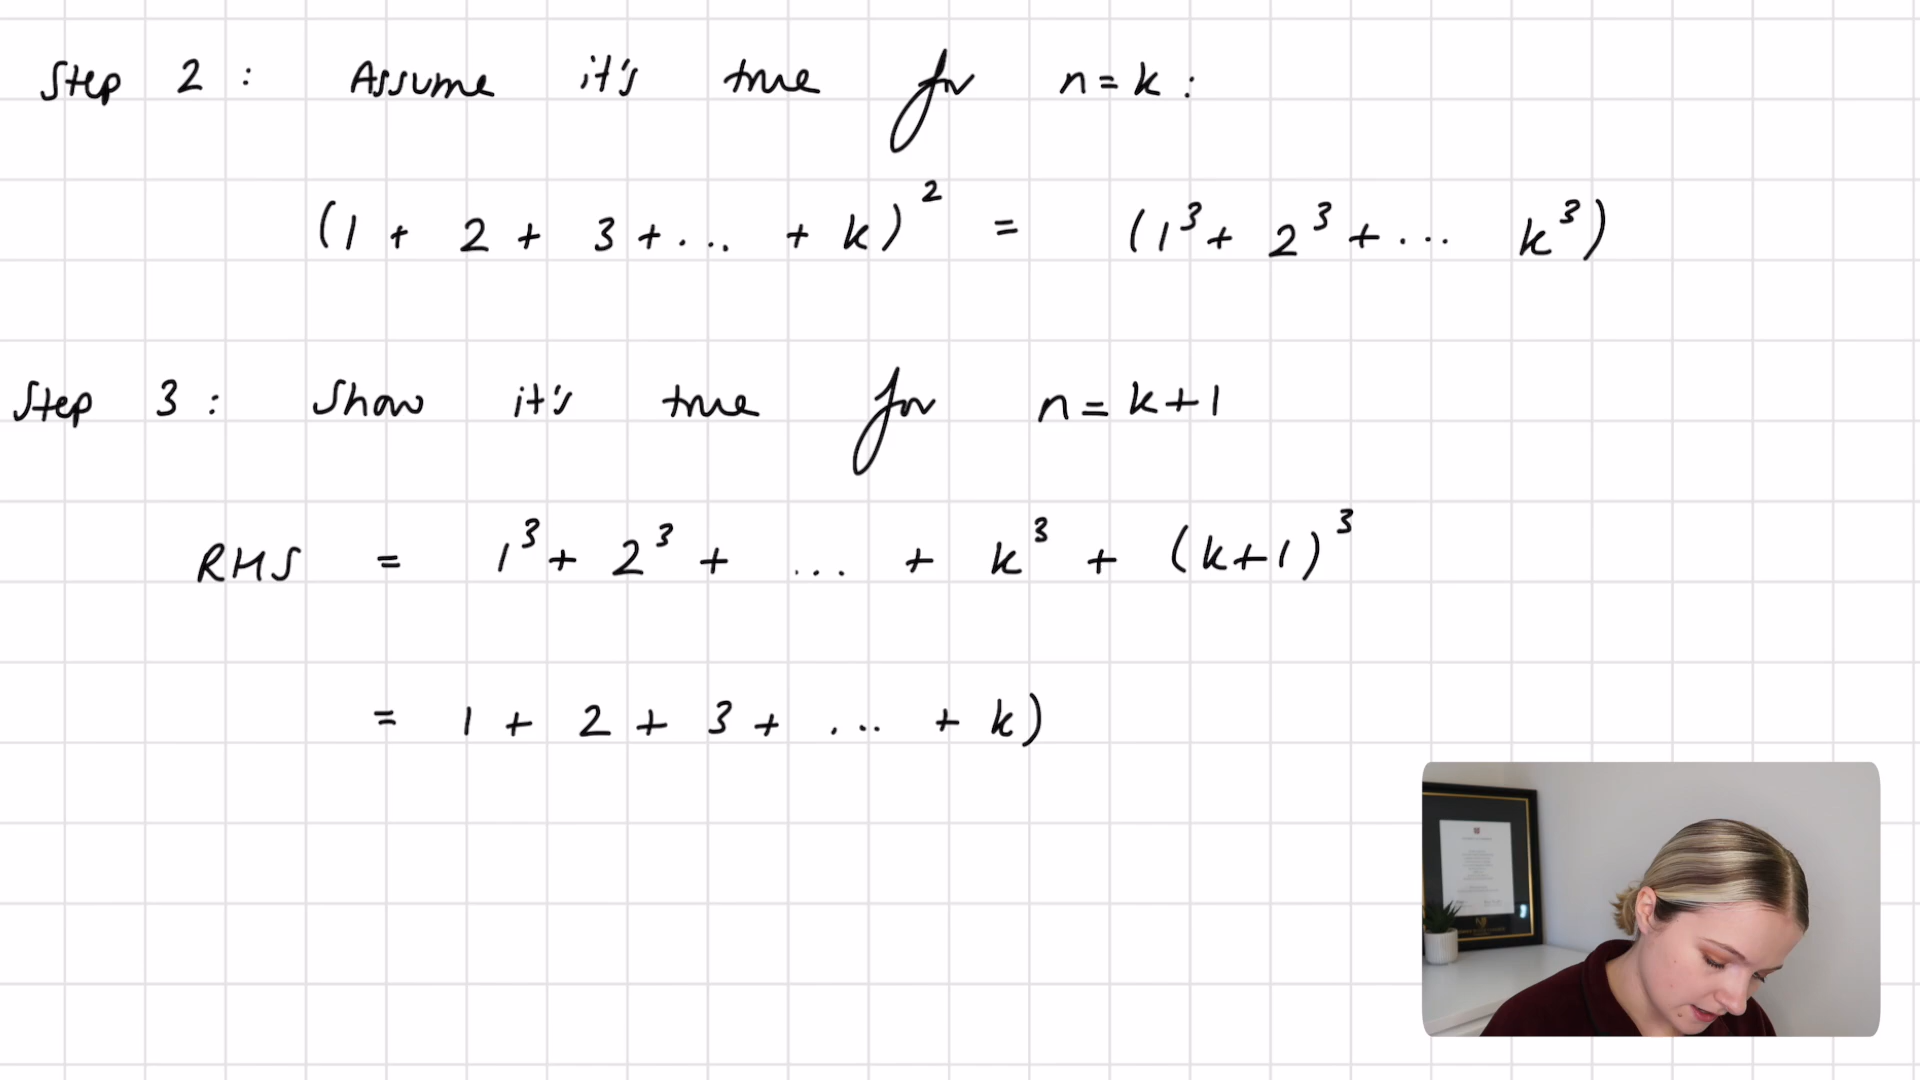 Step 2 : Assume it's true for n=k :
(1 + 2 + 3 + ... + k)² = (1³ + 2³ + ... k³)
Step 3 : Show it's true for n=k+1
RHS = 1³ + 2³ + ... + k³ + (k+1)³
= 1 + 2 + 3 + ... + k)